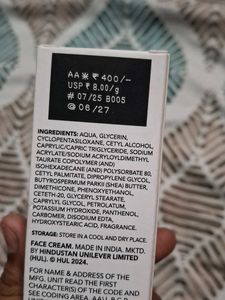 AA ₹ 400/-
USP ₹ 8.00/g
# 07/25 B005
06/27
INGREDIENTS: AQUA, GLYCERIN,
CYCLOPENTASILOXANE, CETYL ALCOHOL,
CAPRYLIC/CAPRIC TRIGLYCERIDE, SODIUM
ACRYLATE/SODIUM ACRYLOYLDIMETHYL
TAURATE COPOLYMER (AND)
ISOHEXADECANE (AND) POLYSORBATE 80,
CETYL PALMITATE, DIPROPYLENE GLYCOL,
BUTYROSPERMUM PARKII (SHEA) BUTTER,
DIMETHICONE, PHENOXYETHANOL,
CETETH-20, GLYCERYL STEARATE,
CAPRYLYL GLYCOL, PETROLATUM,
POTASSIUM HYDROXIDE, PANTHENOL,
CARBOMER, DISODIUM EDTA,
HYDROXYSTEARIC ACID, FRAGRANCE.
STORAGE: STORE IN A COOL AND DRY PLACE.
FACE CREAM. MADE IN INDIA. MKTD.
BY HINDUSTAN UNILEVER LIMITED
(HUL). © HUL 2024.
FOR NAME & ADDRESS OF THE
MFG. UNIT READ THE FIRST
CHARACTER(S) OF THE CODE AND
SEE CODING AREA.